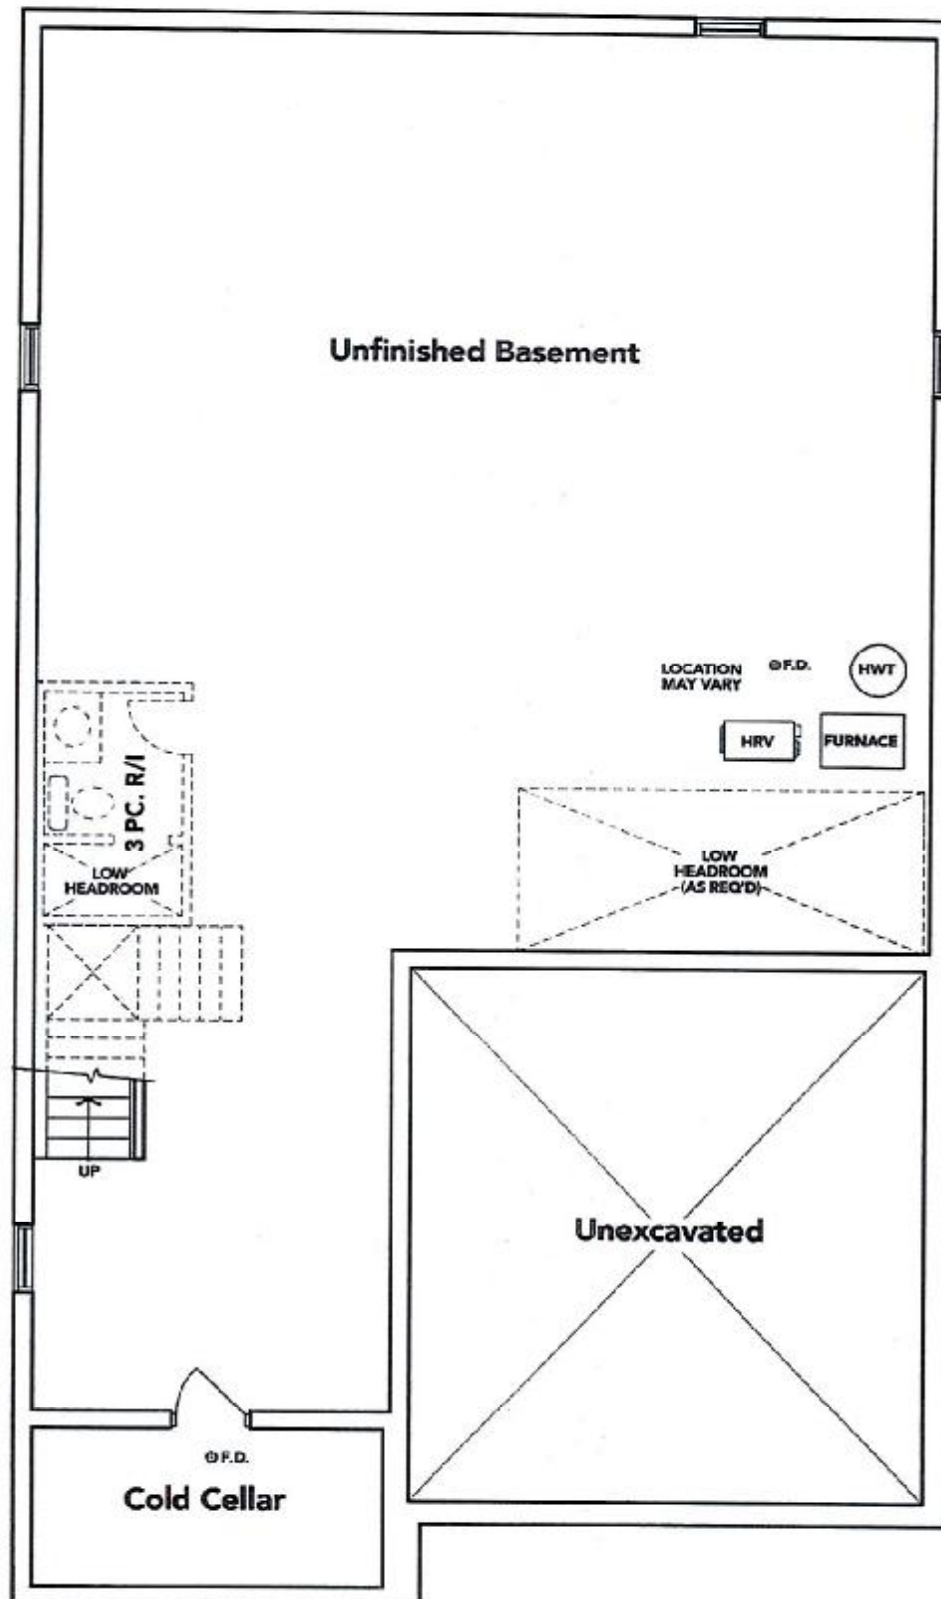 Unfinished Basement
LOCATION
MAY VARY
F.D.
HWT
HRV
FURNACE
3 PC. R/I
LOW
HEADROOM
LOW
HEADROOM
(AS REQ'D)
UP
Unexcavated
F.D.
Cold Cellar